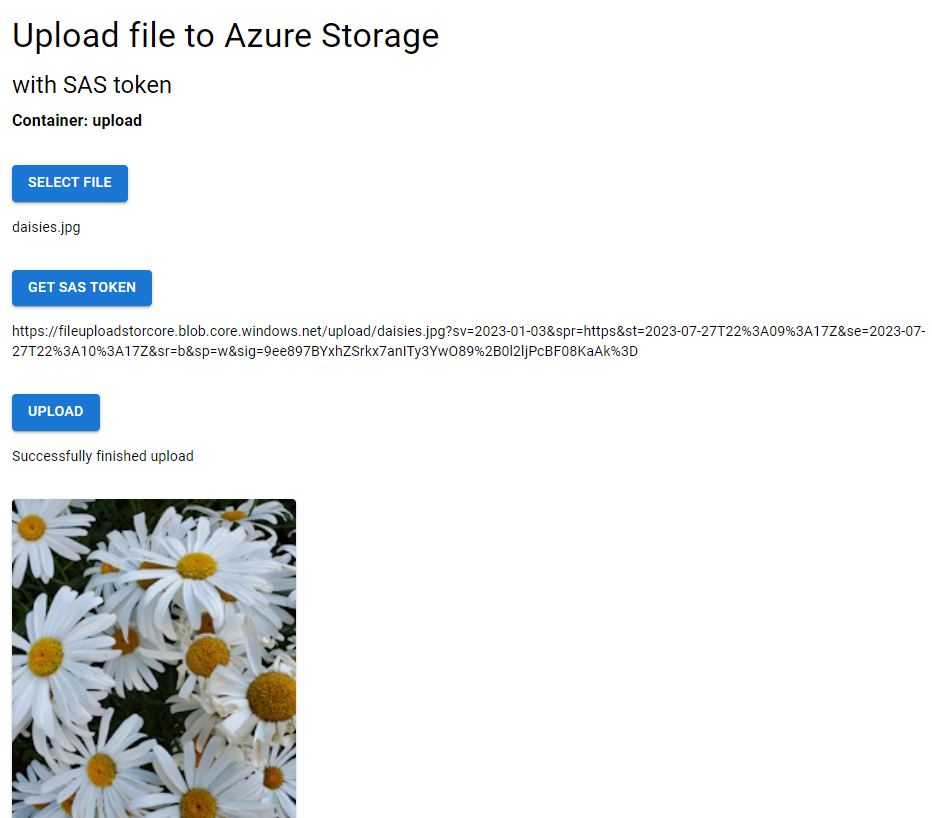 Upload file to Azure Storage
with SAS token
Container: upload
SELECT FILE
daisies.jpg
GET SAS TOKEN
https://fileuploadstorcore.blob.core.windows.net/upload/daisies.jpg?sv=2023-01-03&spr=https&st=2023-07-27T22%3A09%3A17Z&se=2023-07-
27T22%3A10%3A17Z&sr=b&sp=w&sig=9ee897BYxhZSrkx7anITy3YwO89%2B0l2ljPcBF08KaAk%3D
UPLOAD
Successfully finished upload